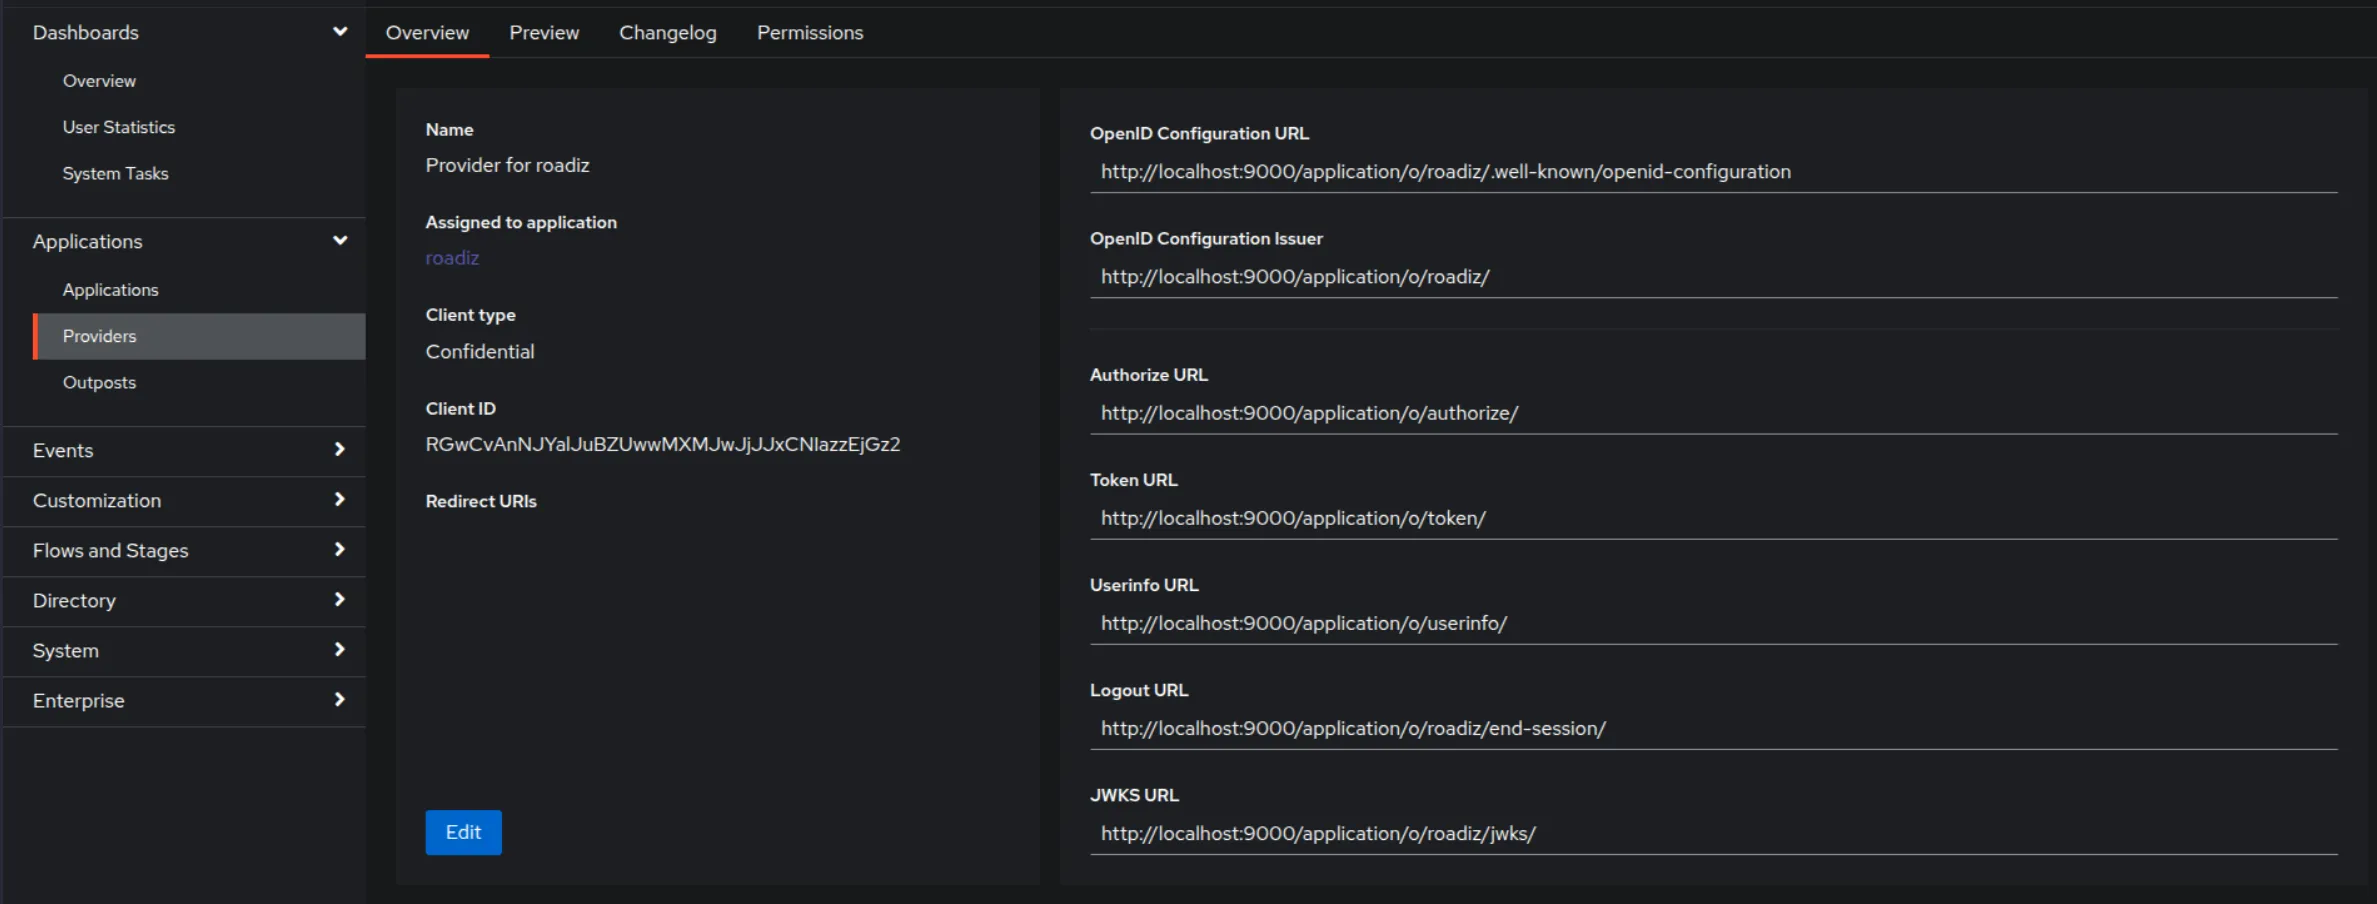 Dashboards
Overview
User Statistics
System Tasks
Applications
Applications
Providers
Outposts
Events
Customization
Flows and Stages
Directory
System
Enterprise
Overview Preview Changelog Permissions
Name
Provider for roadiz
Assigned to application
roadiz
Client type
Confidential
Client ID
RGwCvAnNJYalJuBZUwwMXMJwJjJJxCNlazzEjGz2
Redirect URIs
Edit
OpenID Configuration URL
http://localhost:9000/application/o/roadiz/.well-known/openid-configuration
OpenID Configuration Issuer
http://localhost:9000/application/o/roadiz/
Authorize URL
http://localhost:9000/application/o/authorize/
Token URL
http://localhost:9000/application/o/token/
Userinfo URL
http://localhost:9000/application/o/userinfo/
Logout URL
http://localhost:9000/application/o/roadiz/end-session/
JWKS URL
http://localhost:9000/application/o/roadiz/jwks/